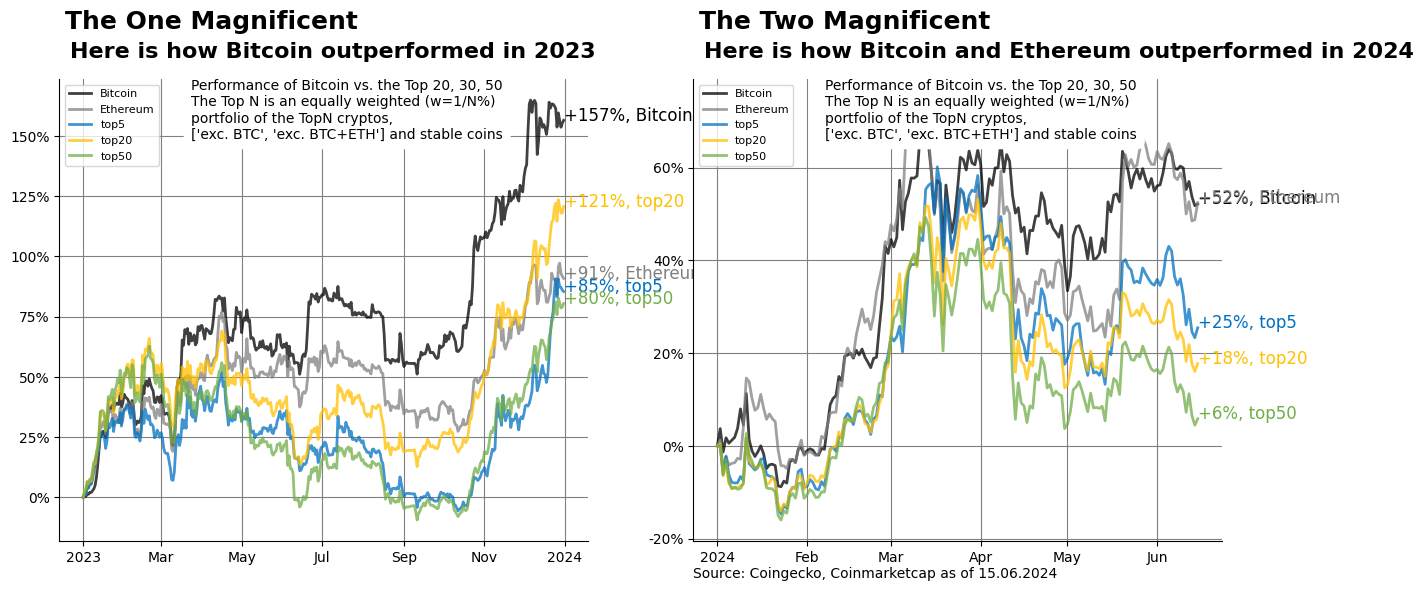 The One Magnificent
Here is how Bitcoin outperformed in 2023
Bitcoin
Ethereum
top5
top20
top50
Performance of Bitcoin vs. the Top 20, 30, 50
The Top N is an equally weighted (w=1/N%)
portfolio of the TopN cryptos,
['exc. BTC', 'exc. BTC+ETH'] and stable coins
150%
125%
100%
75%
50%
25%
0%
+157%, Bitcoin
+121%, top20
+91%, Ethereu
+85%, top5
+80%, top50
2023
Mar
May
Jul
Sep
Nov
2024
The Two Magnificent
Here is how Bitcoin and Ethereum outperformed in 2024
Bitcoin
Ethereum
top5
top20
top50
Performance of Bitcoin vs. the Top 20, 30, 50
The Top N is an equally weighted (w=1/N%)
portfolio of the TopN cryptos,
['exc. BTC', 'exc. BTC+ETH'] and stable coins
60%
40%
20%
0%
-20%
+52%, Bitcoin
Ethereum
+25%, top5
+18%, top20
+6%, top50
2024
Feb
Mar
Apr
May
Jun
Source: Coingecko, Coinmarketcap as of 15.06.2024